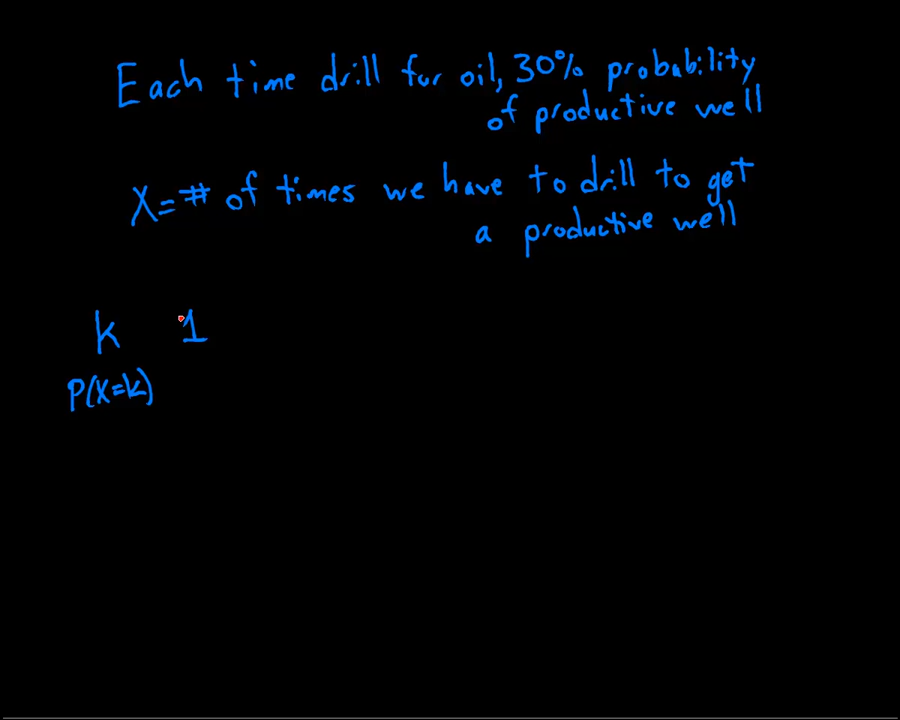 Each time drill for oil, 30% probability
of productive well
X=# of times we have to drill to get
a productive well
k 1
P(X=k)